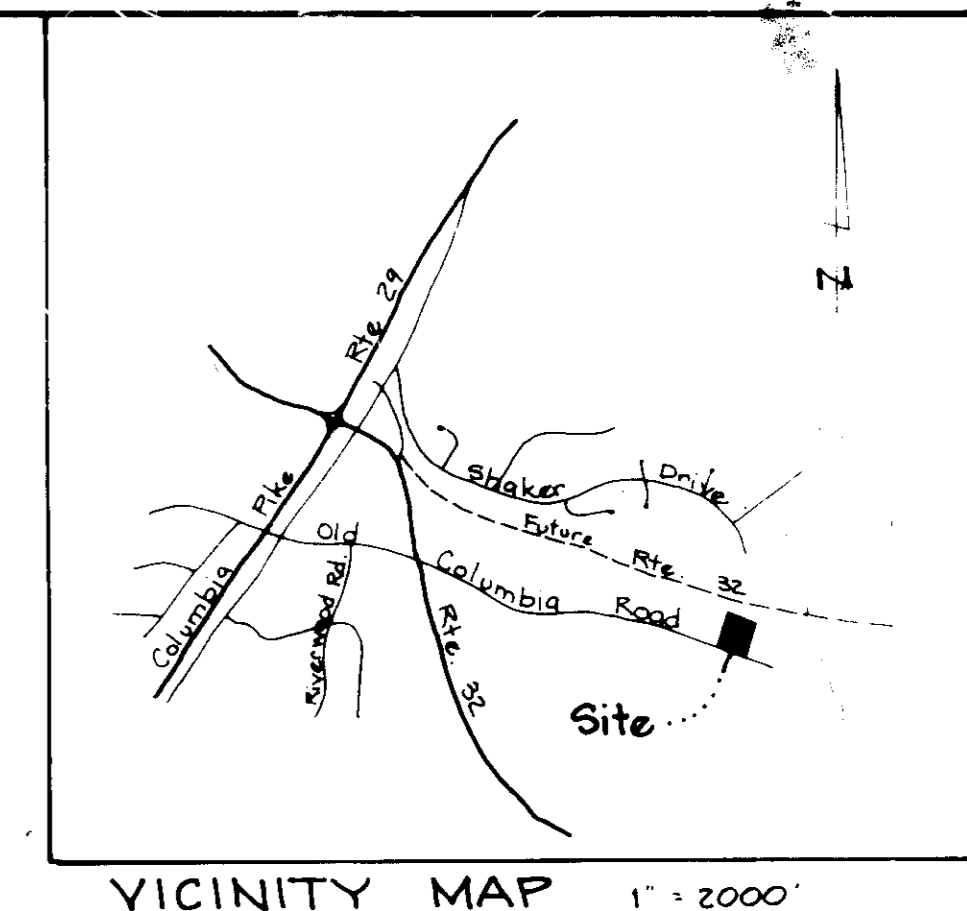 N
Rte 29
Columbia Pike
Shaker Drive
Future Rte. 32
Old Columbia Road
Riverwood Rd.
Rte. 32
Site
VICINITY MAP 1" = 2000'